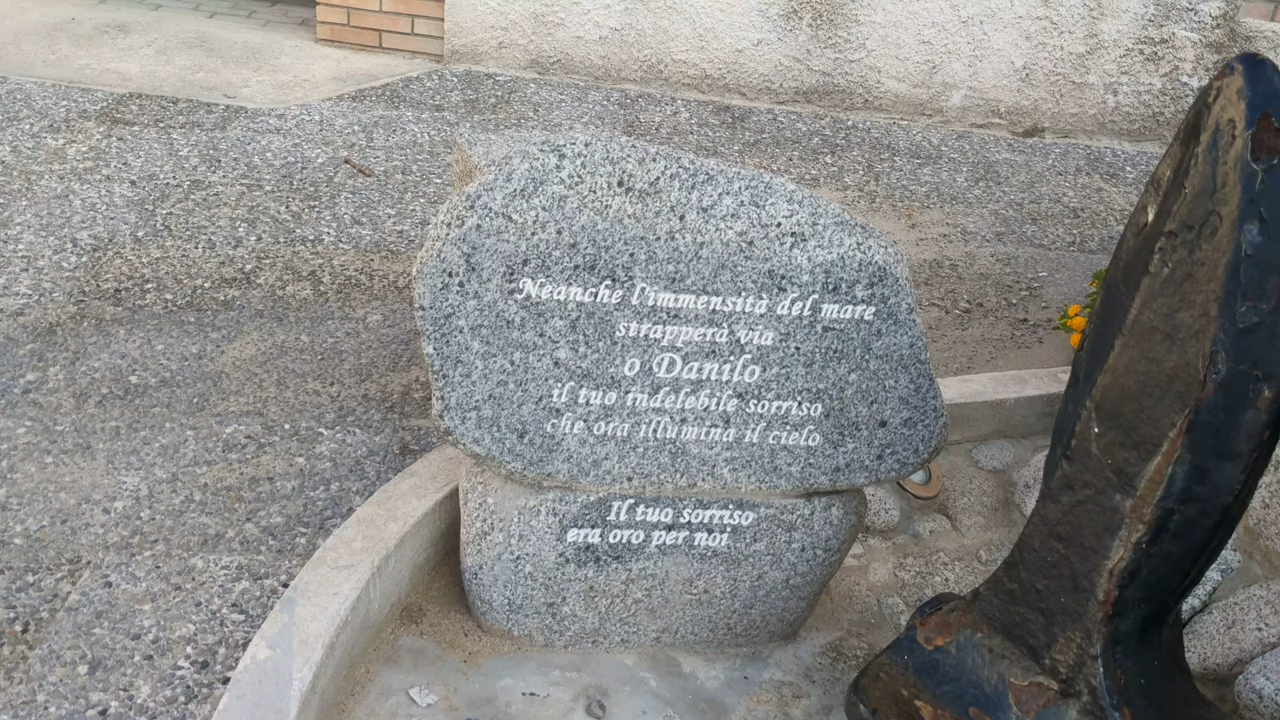 Neanche l'immensità del mare
strapperà via
o Danilo
il tuo indelebile sorriso
che ora illumina il cielo
Il tuo sorriso
era oro per noi